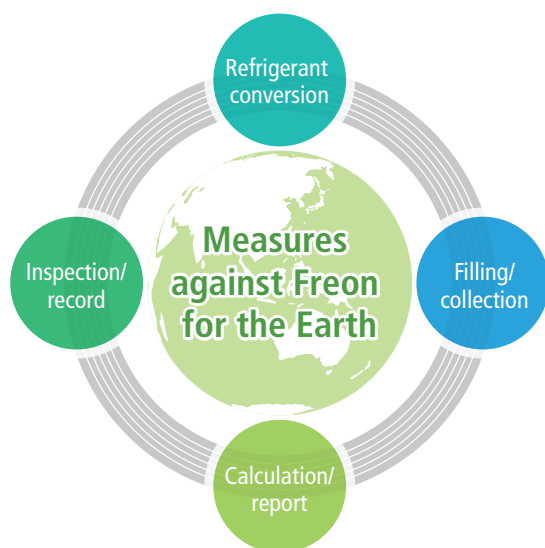 Refrigerant
conversion
Measures
against Freon
for the Earth
Inspection/
record
Filling/
collection
Calculation/
report